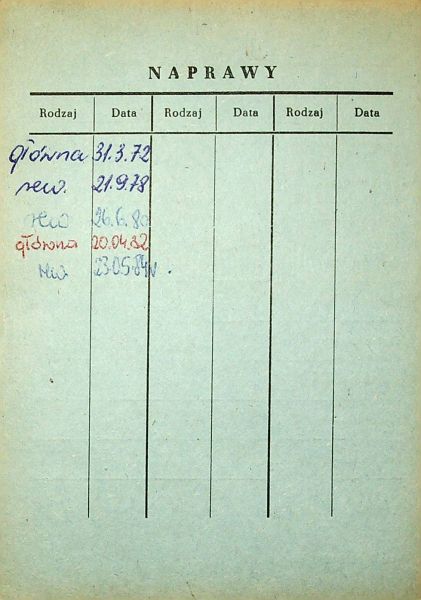 NAPRAWY
Rodzaj Data Rodzaj Data Rodzaj Data
główna 31.3.72
rew. 21.9.78
rew 26.6.80
główna 20.04.82
rew 23.05.84